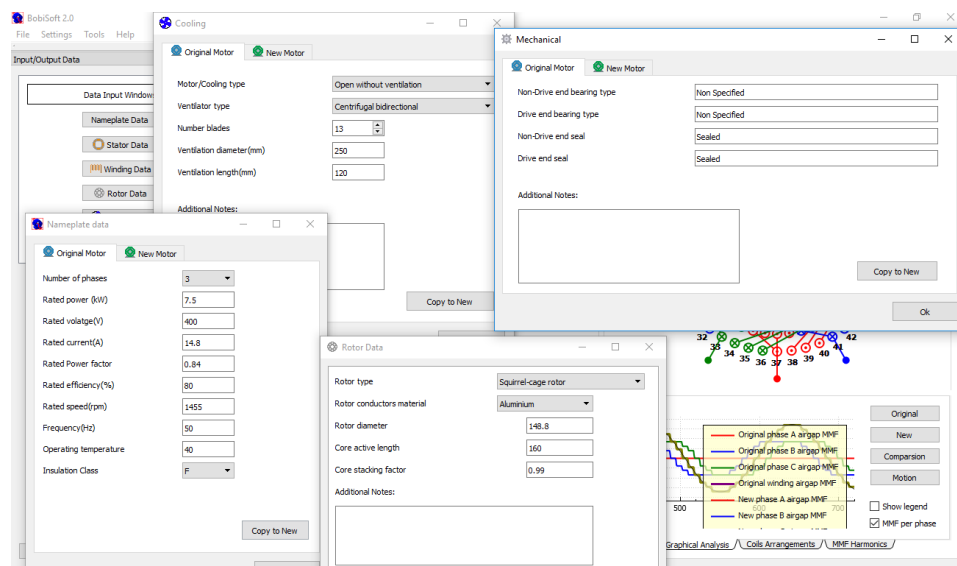 BobiSoft 2.0
File Settings Tools Help
Input/Output Data
Data Input Window
Nameplate Data
Stator Data
Winding Data
Rotor Data
Cooling
Original Motor New Motor
Motor/Cooling type Open without ventilation
Ventilator type Centrifugal bidirectional
Number blades 13
Ventilation diameter(mm) 250
Ventilation length(mm) 120
Additional Notes:
Copy to New
Mechanical
Original Motor New Motor
Non-Drive end bearing type Non Specified
Drive end bearing type Non Specified
Non-Drive end seal Sealed
Drive end seal Sealed
Additional Notes:
Copy to New
Ok
Nameplate data
Original Motor New Motor
Number of phases 3
Rated power (kW) 7.5
Rated volatge(V) 400
Rated current(A) 14.8
Rated Power factor 0.84
Rated efficiency(%) 80
Rated speed(rpm) 1455
Frequency(Hz) 50
Operating temperature 40
Insulation Class F
Copy to New
Rotor Data
Rotor type Squirrel-cage rotor
Rotor conductors material Aluminium
Rotor diameter 148.8
Core active length 160
Core stacking factor 0.99
Additional Notes:
32 33 34 35 36 37 38 39 40 41 42
Original phase A airgap MMF
Original phase B airgap MMF
Original phase C airgap MMF
Original winding airgap MMF
New phase A airgap MMF
New phase B airgap MMF
500 600 700
Original
New
Comparsion
Motion
Show legend
MMF per phase
Graphical Analysis Coils Arrangements MMF Harmonics